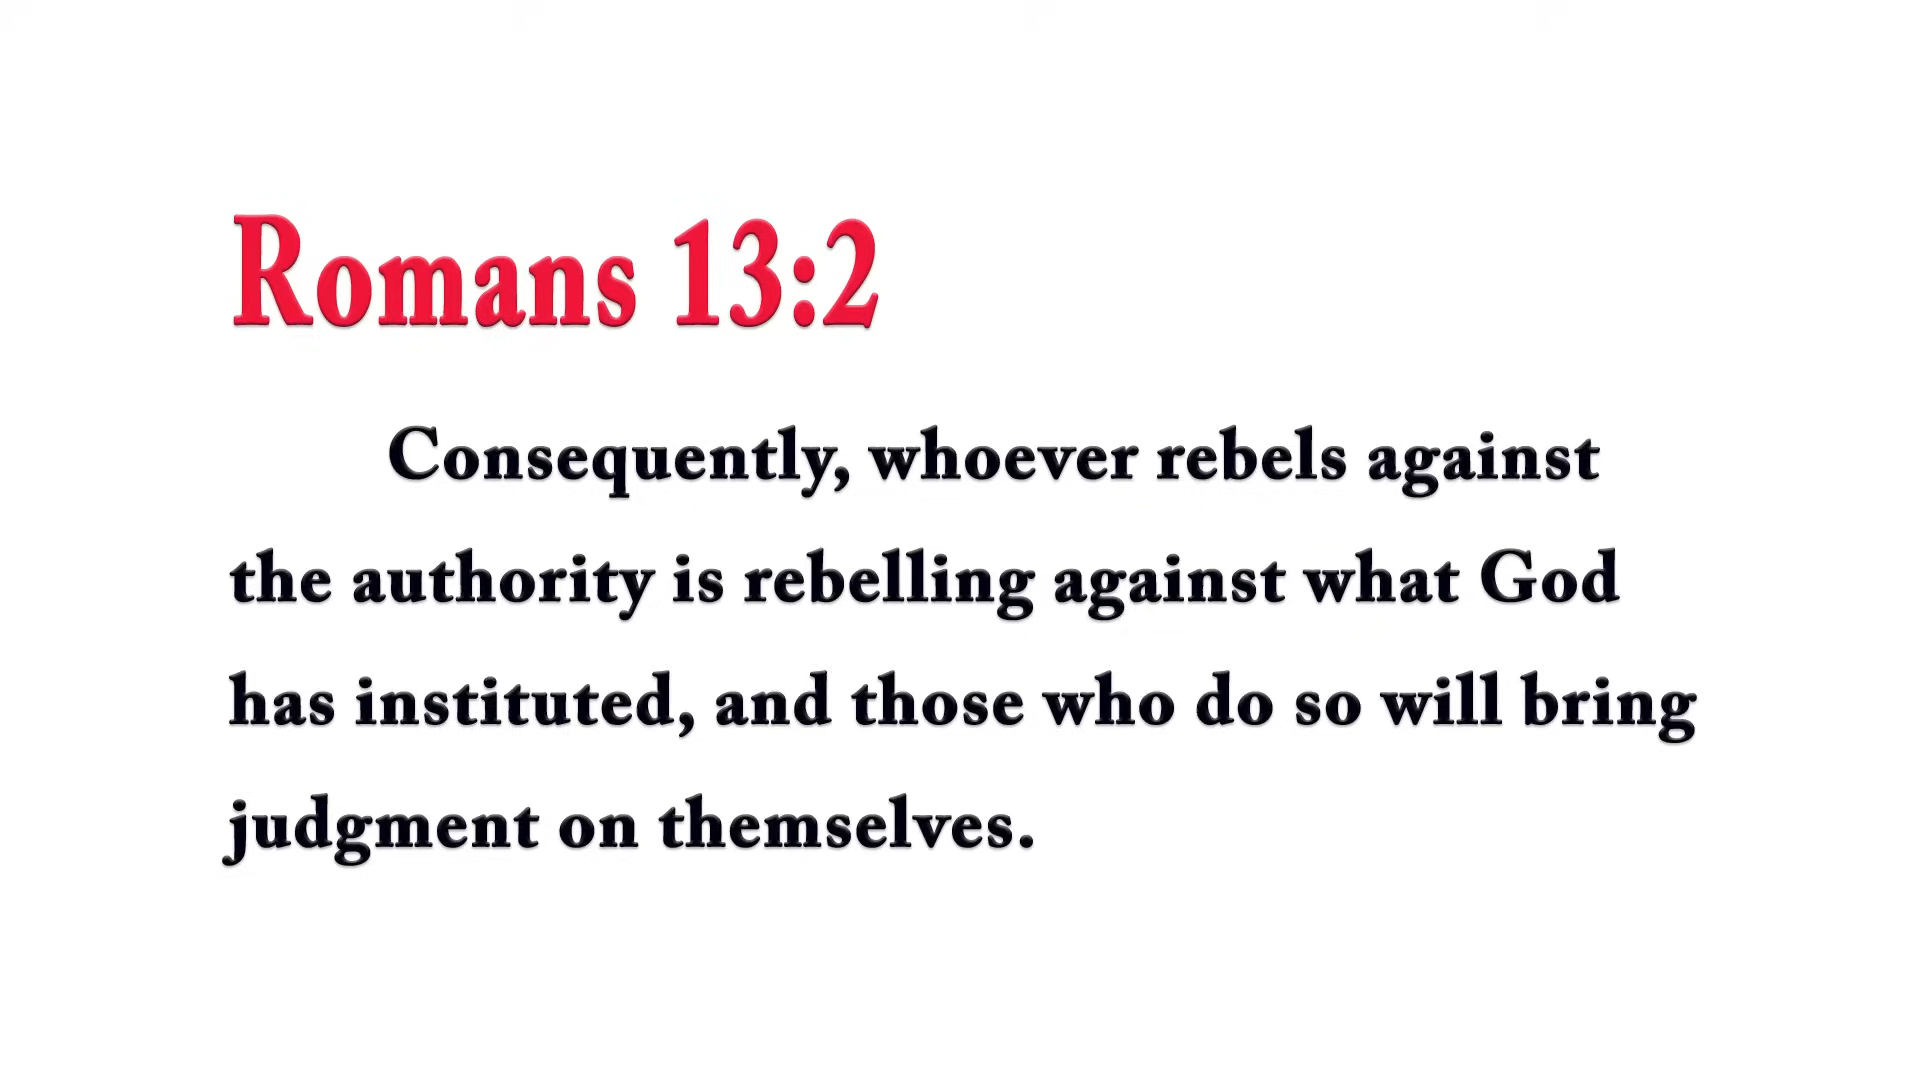 Romans 13:2
Consequently, whoever rebels against
the authority is rebelling against what God
has instituted, and those who do so will bring
judgment on themselves.